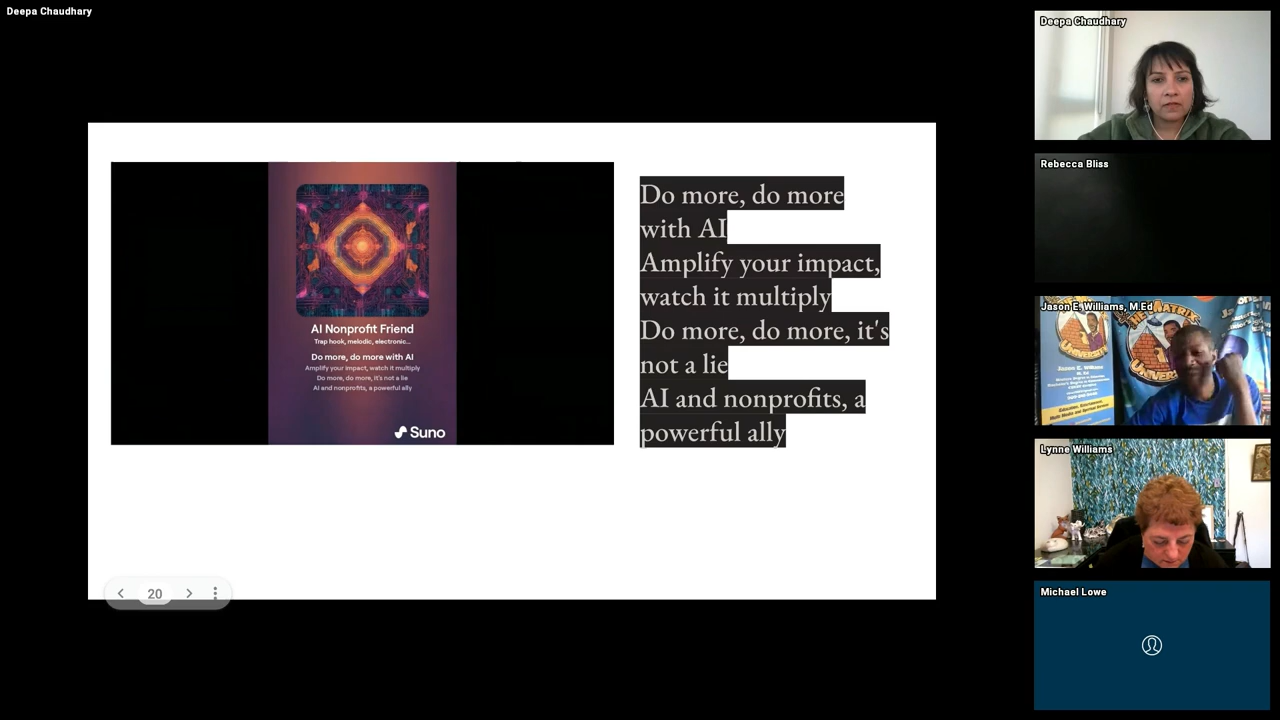 Deepa Chaudhary
AI Nonprofit Friend
Trap hook, melodic, electronic...
Do more, do more with AI
Amplify your impact, watch it multiply
Do more, do more, it's not a lie
AI and nonprofits, a powerful ally
Suno
Do more, do more
with AI
Amplify your impact,
watch it multiply
Do more, do more, it's
not a lie
AI and nonprofits, a
powerful ally
20
Deepa Chaudhary
Rebecca Bliss
Jason E. Williams, M.Ed
Lynne Williams
Michael Lowe